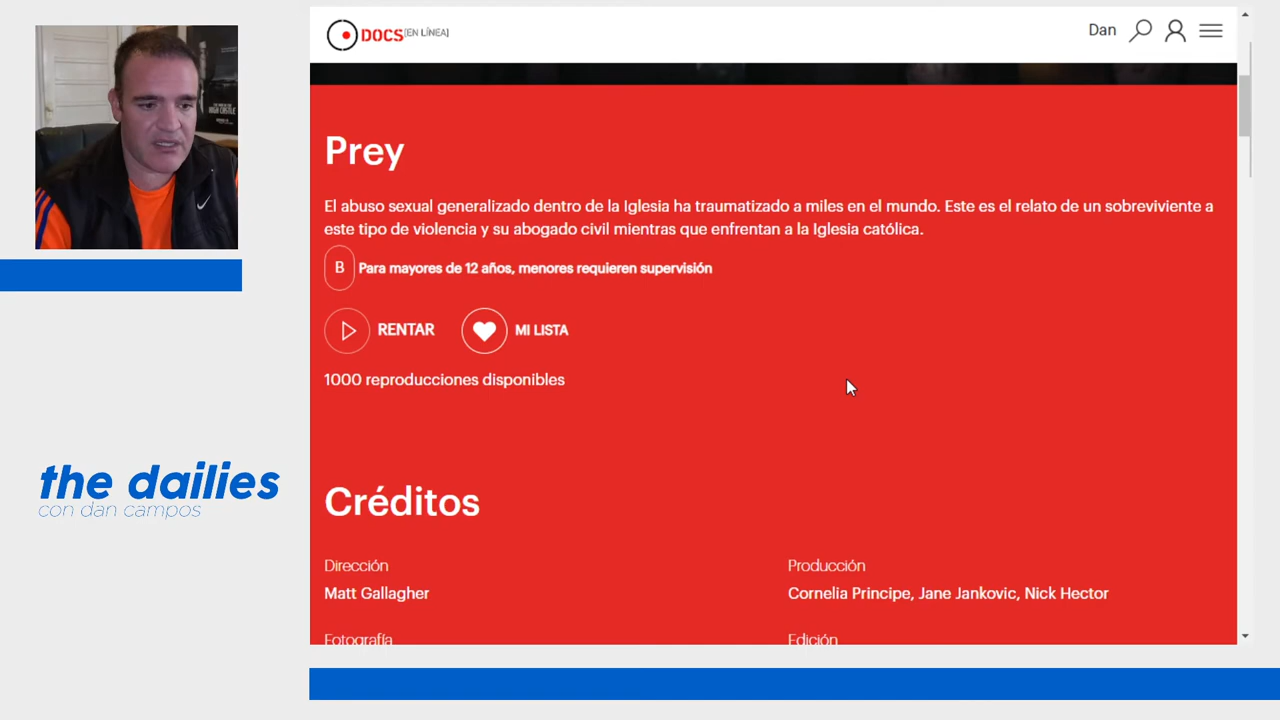 DOCS[EN LÍNEA]
Dan
Prey
El abuso sexual generalizado dentro de la Iglesia ha traumatizado a miles en el mundo. Este es el relato de un sobreviviente a
este tipo de violencia y su abogado civil mientras que enfrentan a la Iglesia católica.
B Para mayores de 12 años, menores requieren supervisión
RENTAR MI LISTA
1000 reproducciones disponibles
Créditos
Dirección Producción
Matt Gallagher Cornelia Principe, Jane Jankovic, Nick Hector
Fotografía Edición
the dailies
con dan campos
HIGH CASTLE